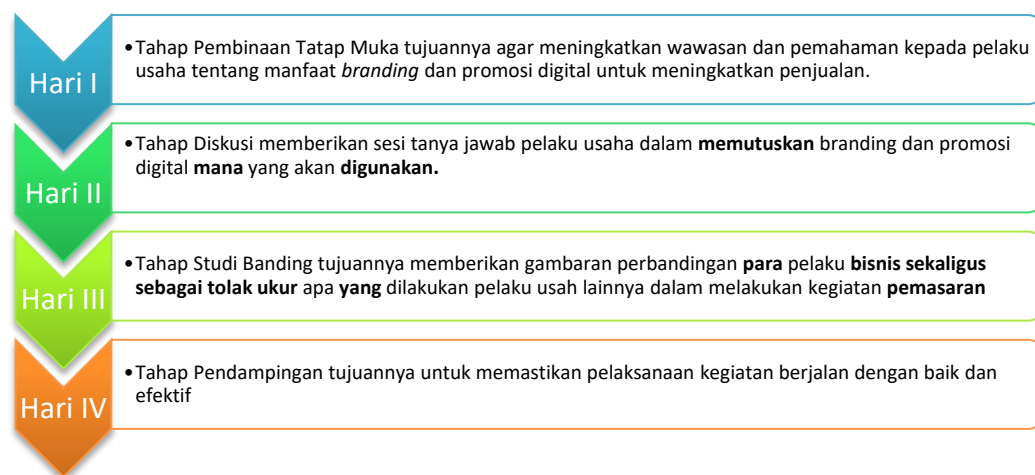 Hari I
•Tahap Pembinaan Tatap Muka tujuannya agar meningkatkan wawasan dan pemahaman kepada pelaku
usaha tentang manfaat branding dan promosi digital untuk meningkatkan penjualan.
Hari II
•Tahap Diskusi memberikan sesi tanya jawab pelaku usaha dalam memutuskan branding dan promosi
digital mana yang akan digunakan.
Hari III
•Tahap Studi Banding tujuannya memberikan gambaran perbandingan para pelaku bisnis sekaligus
sebagai tolak ukur apa yang dilakukan pelaku usah lainnya dalam melakukan kegiatan pemasaran
Hari IV
•Tahap Pendampingan tujuannya untuk memastikan pelaksanaan kegiatan berjalan dengan baik dan
efektif